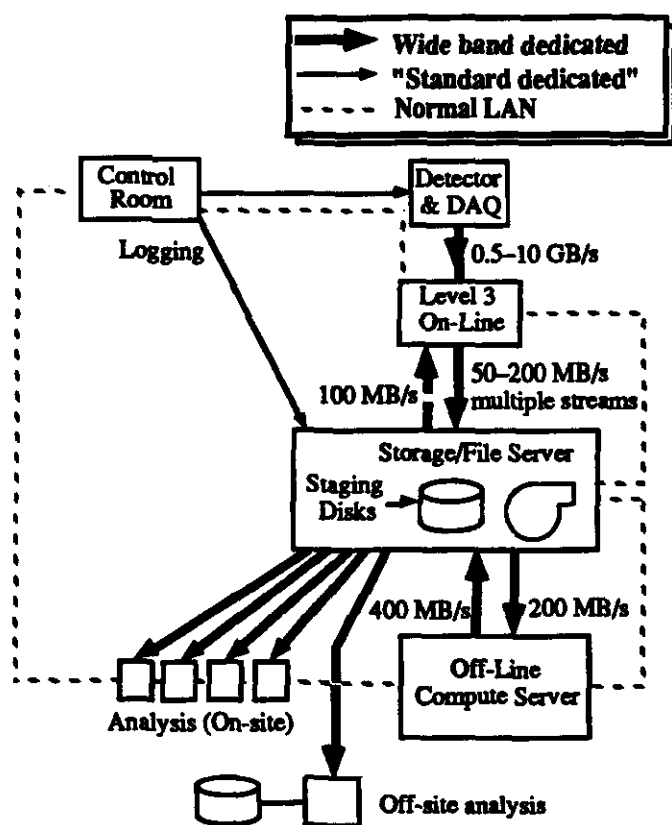 Wide band dedicated
"Standard dedicated"
Normal LAN
Control
Room
Detector
& DAQ
Logging
0.5–10 GB/s
Level 3
On-Line
100 MB/s
50–200 MB/s
multiple streams
Storage/File Server
Staging
Disks
400 MB/s
200 MB/s
Off-Line
Compute Server
Analysis (On-site)
Off-site analysis